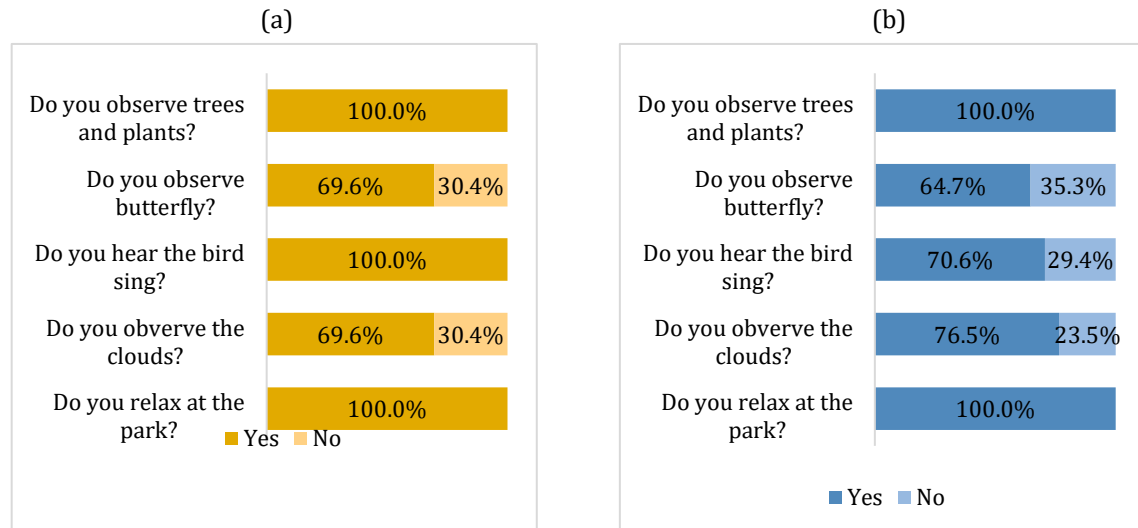 (a)
Do you observe trees
and plants?
100.0%
Do you observe
butterfly?
69.6% 30.4%
Do you hear the bird
sing?
100.0%
Do you obverve the
clouds?
69.6% 30.4%
Do you relax at the
park?
100.0%
Yes No
(b)
Do you observe trees
and plants?
100.0%
Do you observe
butterfly?
64.7% 35.3%
Do you hear the bird
sing?
70.6% 29.4%
Do you obverve the
clouds?
76.5% 23.5%
Do you relax at the
park?
100.0%
Yes No